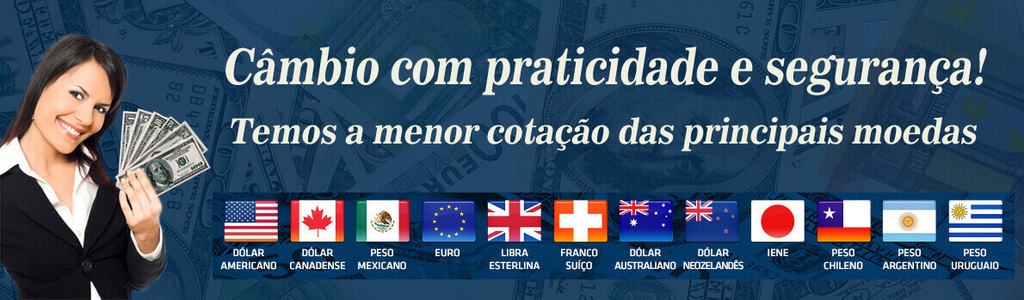 Câmbio com praticidade e segurança!
Temos a menor cotação das principais moedas
DÓLAR AMERICANO
DÓLAR CANADENSE
PESO MEXICANO
EURO
LIBRA ESTERLINA
FRANCO SUÍÇO
DÓLAR AUSTRALIANO
DÓLAR NEOZELANDÊS
IENE
PESO CHILENO
PESO ARGENTINO
PESO URUGUAIO